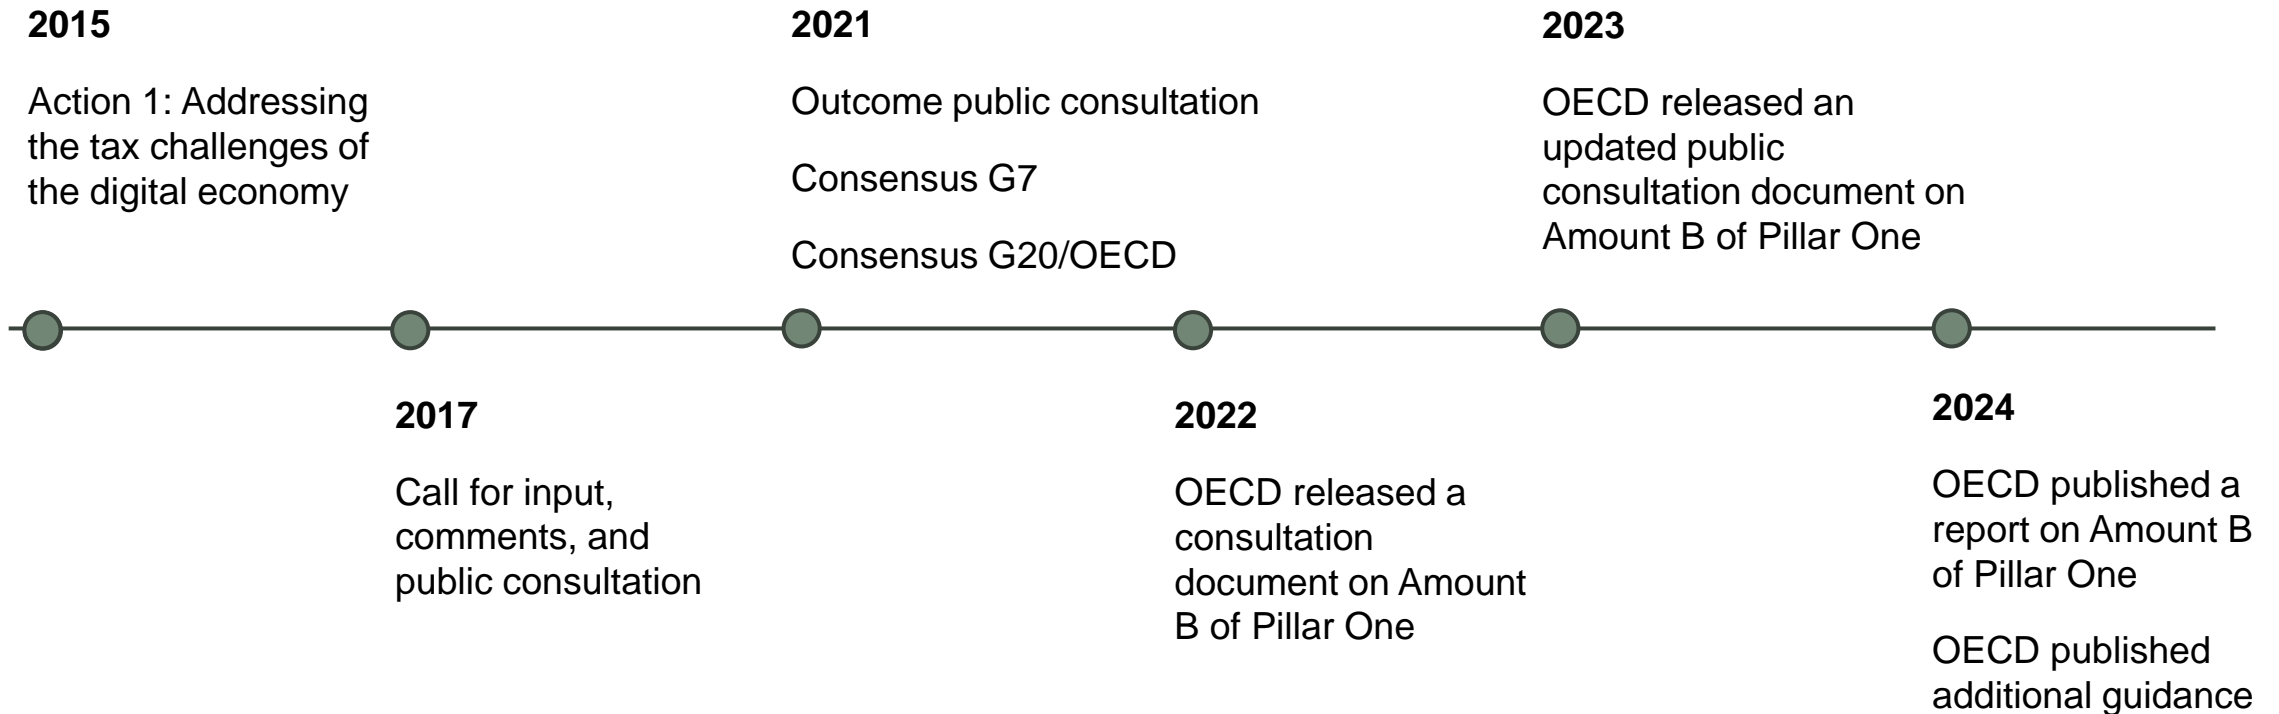 2015
Action 1: Addressing
the tax challenges of
the digital economy
2017
Call for input,
comments, and
public consultation
2021
Outcome public consultation
Consensus G7
Consensus G20/OECD
2022
OECD released a
consultation
document on Amount
B of Pillar One
2023
OECD released an
updated public
consultation document on
Amount B of Pillar One
2024
OECD published a
report on Amount B
of Pillar One
OECD published
additional guidance